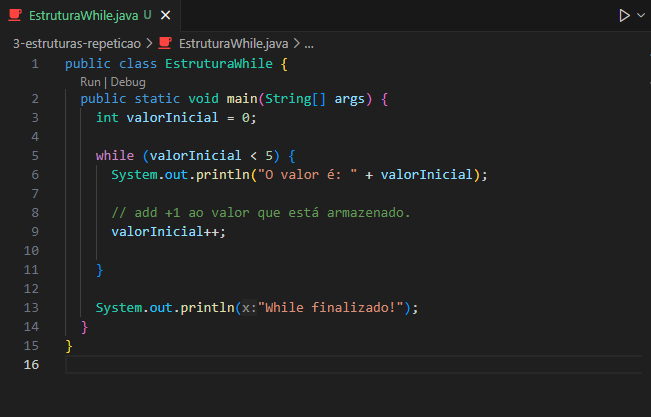 EstruturaWhile.java U ×
3-estruturas-repeticao > EstruturaWhile.java > ...
1 public class EstruturaWhile {
Run | Debug
2 public static void main(String[] args) {
3 int valorInicial = 0;
4
5 while (valorInicial < 5) {
6 System.out.println("O valor é: " + valorInicial);
7
8 // add +1 ao valor que está armazenado.
9 valorInicial++;
10
11 }
12
13 System.out.println(x:"While finalizado!");
14 }
15 }
16